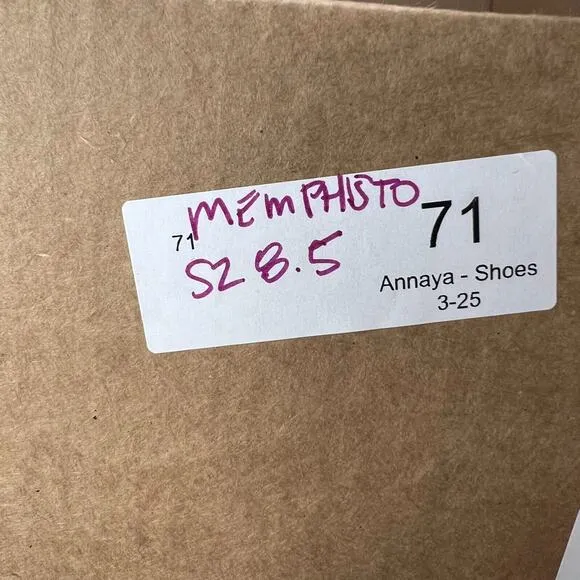 MEMPHISTO
71
71
SZ 8.5
Annaya - Shoes
3-25